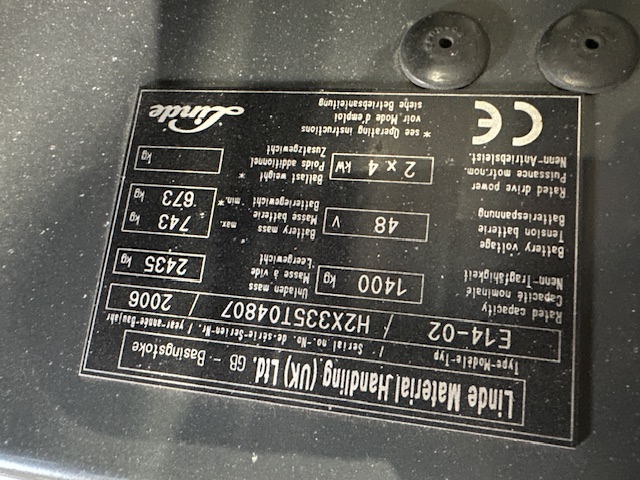 Linde Material Handling (UK) Ltd. GB - Basingstoke
Type-Modele-Typ / Serial no.-No. de-série-Serien-Nr. / year-année-Baujahr
E14-02 / H2X335T04807 / 2006
Rated capacity
Capacité nominale
Nenn-Tragfähigkeit
1400 kg
Unladen mass
Masse à vide
Leergewicht
2435 kg
Battery voltage
Tension batterie
Batteriespannung
48 V
Battery mass
Masse batterie
Batteriegewicht
max. 743 kg
* min. 673 kg
Rated drive power
Puissance mot.nom.
Nenn-Antriebsleist.
2 x 4 kW
Ballast weight *
Poids additionnel
Zusatzgewicht
kg
CE
* see Operating instructions
voir Mode d'emploi
siehe Betriebsanleitung
Linde